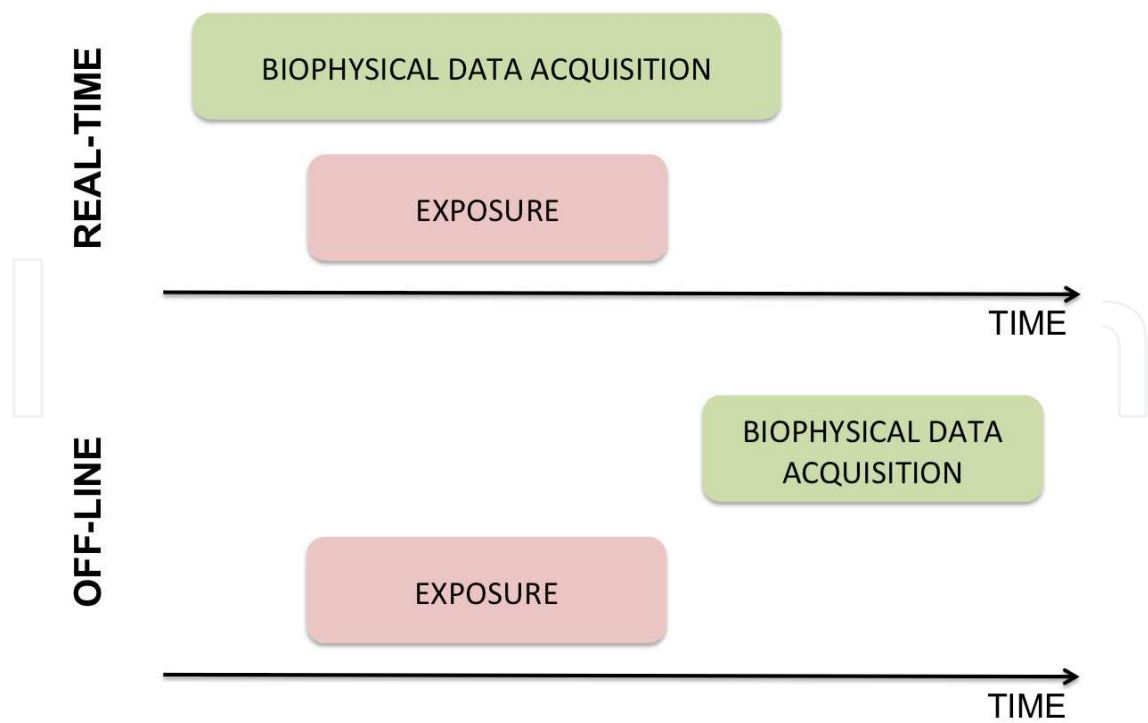 REAL-TIME
BIOPHYSICAL DATA ACQUISITION
EXPOSURE
TIME
OFF-LINE
BIOPHYSICAL DATA
ACQUISITION
EXPOSURE
TIME